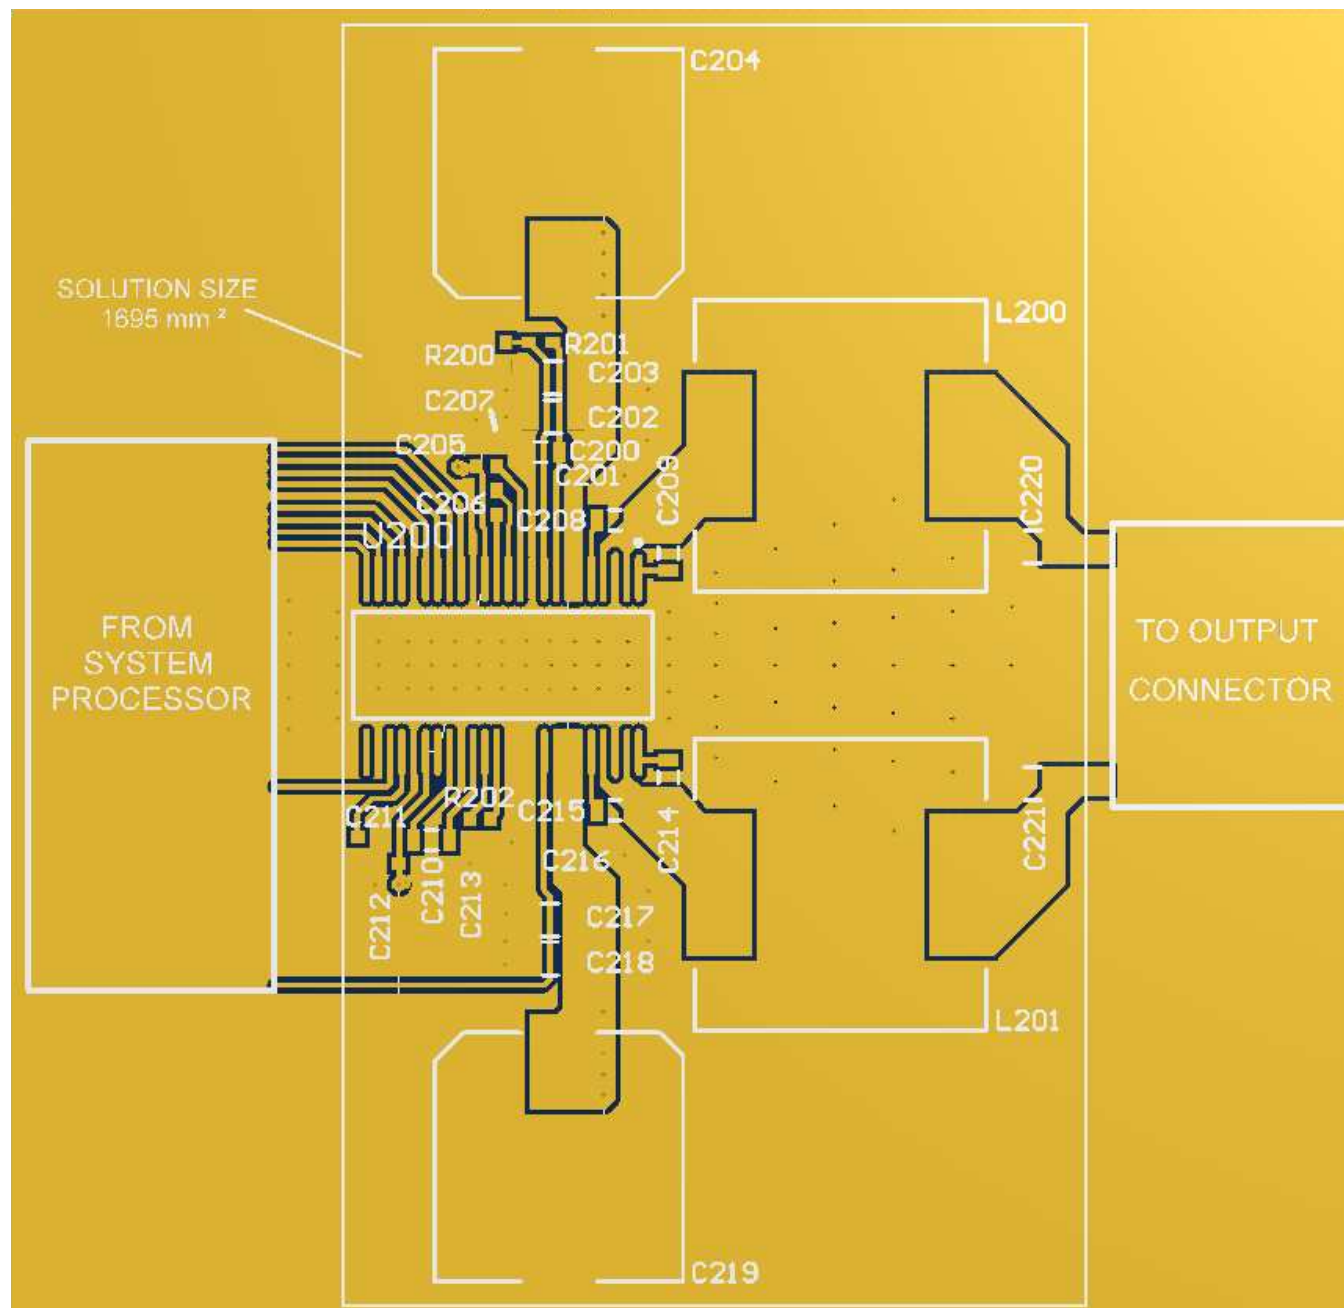 C204
SOLUTION SIZE
1695 mm ²
L200
R200
R201
C203
C207
C202
C205
C200
C201
C209
C220
C206
C208
U200
FROM
SYSTEM
PROCESSOR
TO OUTPUT
CONNECTOR
R202
C211
C215
C214
C221
C216
C210
C213
C212
C217
C218
L201
C219